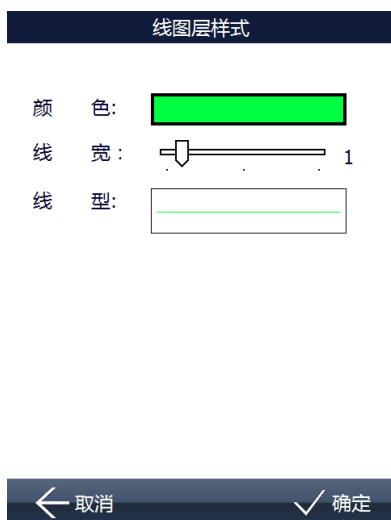 线图层样式
颜 色:
线 宽: 1
线 型:
取消 确定